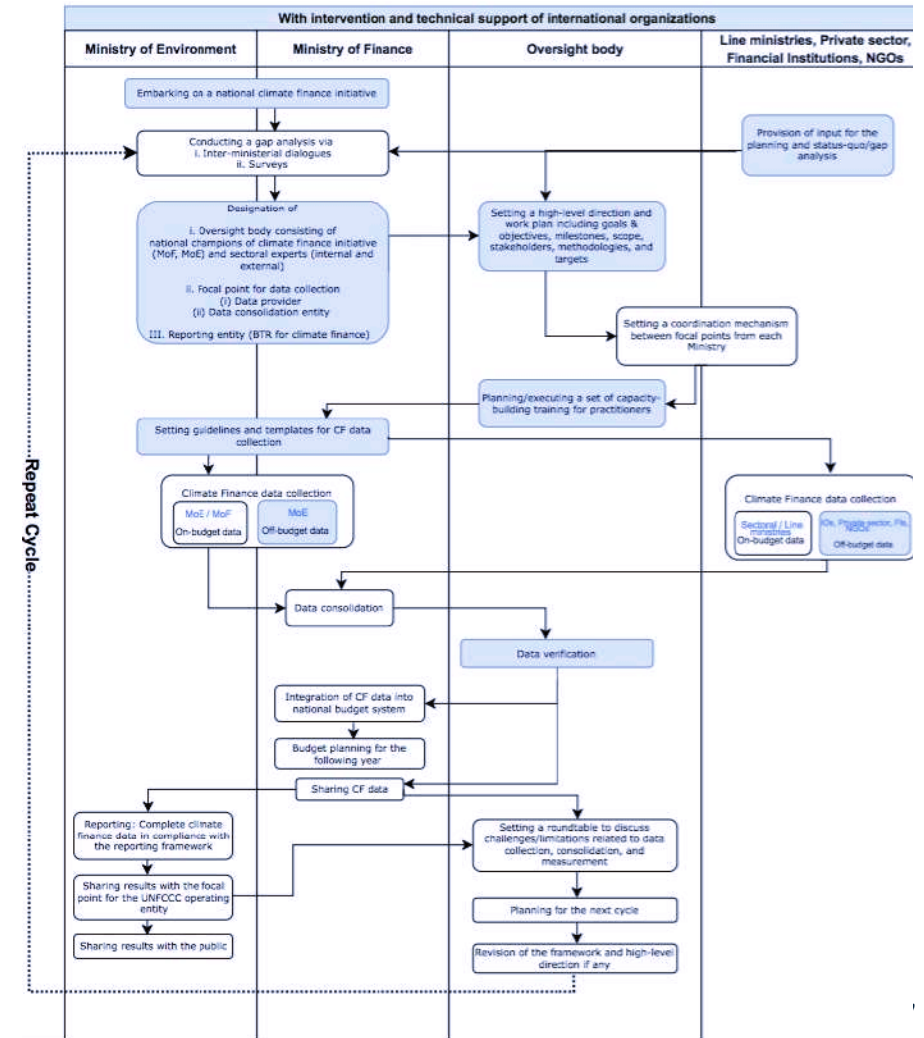 With intervention and technical support of international organizations
Ministry of Environment
Ministry of Finance
Oversight body
Line ministries, Private sector,
Financial Institutions, NGOs
Embarking on a national climate finance initiative
Conducting a gap analysis via
i. Inter-ministerial dialogues
ii. Surveys
Provision of input for the
planning and status-quo/gap
analysis
Designation of
i. Oversight body consisting of
national champions of climate finance initiative
(MoF, MoE) and sectoral experts (internal and
external)
II. Focal point for data collection
(i) Data provider
(ii) Data consolidation entity
III. Reporting entity (BTR for climate finance)
Setting a high-level direction and
work plan including goals &
objectives, milestones, scope,
stakeholders, methodologies, and
targets
Setting a coordination mechanism
between focal points from each
Ministry
Planning/executing a set of capacity-
building training for practitioners
Setting guidelines and templates for CF data
collection
Climate Finance data collection
MoE / MoF
On-budget data
MoE
Off-budget data
Climate Finance data collection
Sectoral / Line
ministries
On-budget data
IOs, Private sector, FIs,
NGOs
Off-budget data
Repeat Cycle
Data consolidation
Data verification
Integration of CF data into
national budget system
Budget planning for the
following year
Sharing CF data
Reporting: Complete climate
finance data in compliance with
the reporting framework
Setting a roundtable to discuss
challenges/limitations related to data
collection, consolidation, and
measurement
Sharing results with the focal
point for the UNFCCC operating
entity
Planning for the next cycle
Sharing results with the public
Revision of the framework and high-level
direction if any